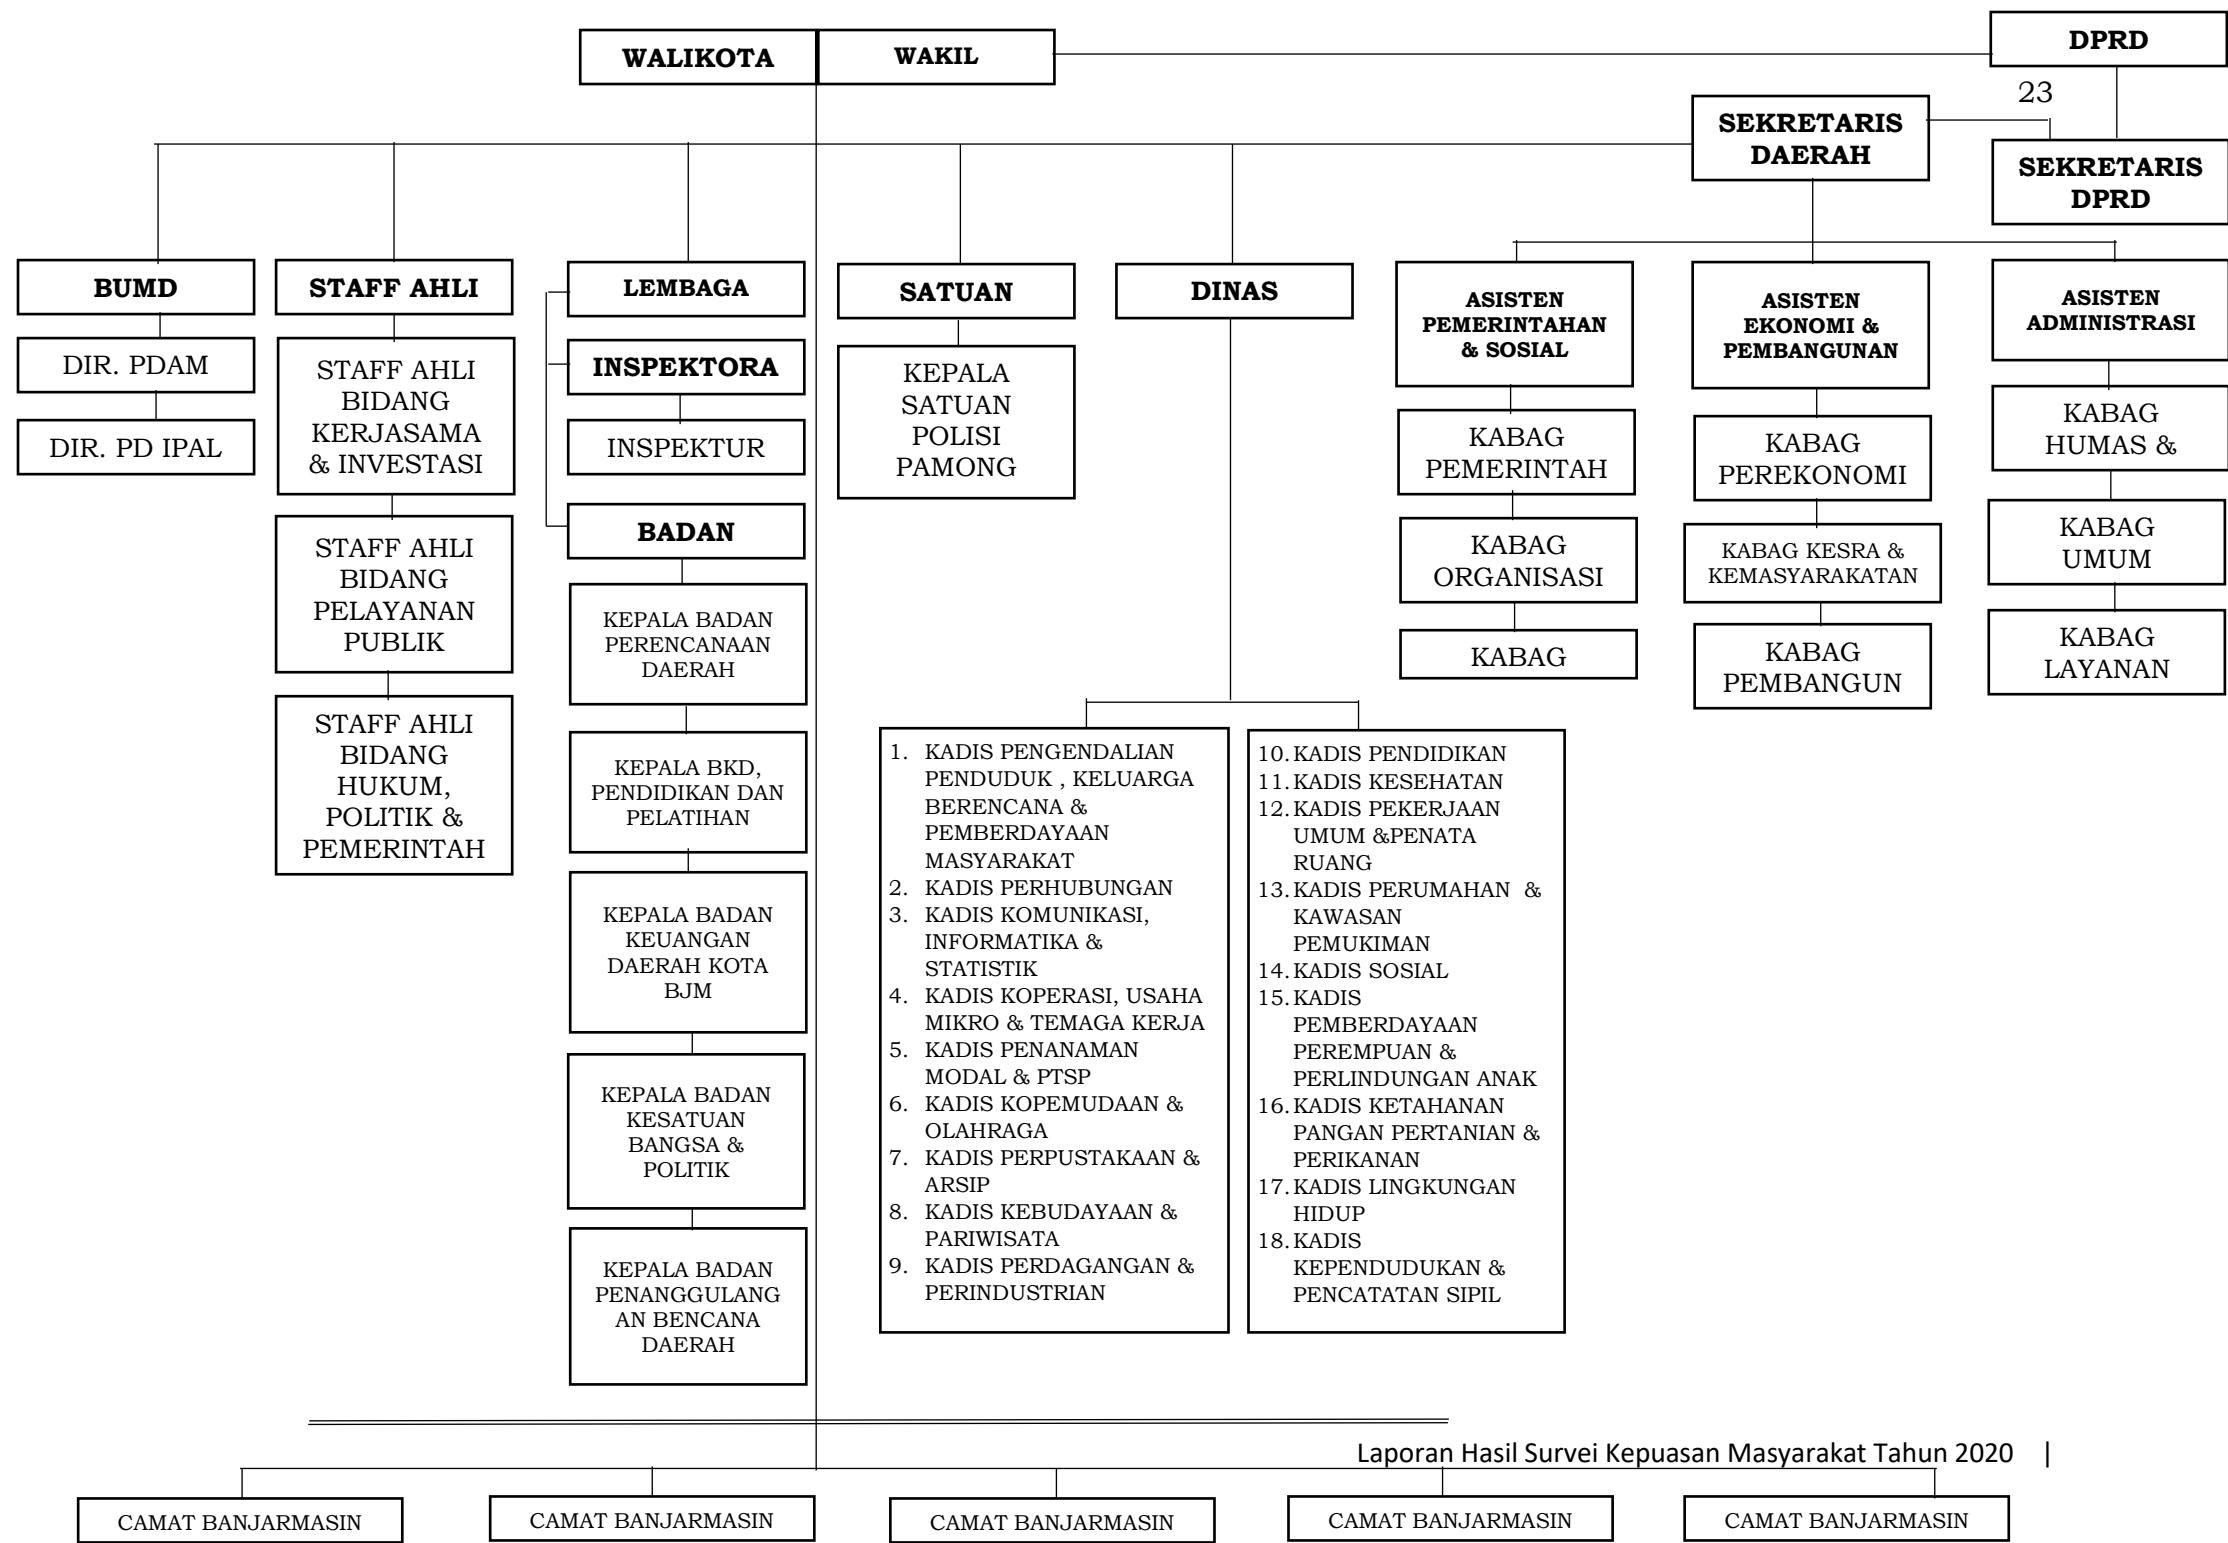 WALIKOTA
WAKIL
DPRD
23
SEKRETARIS
DAERAH
SEKRETARIS
DPRD
BUMD
DIR. PDAM
DIR. PD IPAL
STAFF AHLI
STAFF AHLI
BIDANG
KERJASAMA
& INVESTASI
STAFF AHLI
BIDANG
PELAYANAN
PUBLIK
STAFF AHLI
BIDANG
HUKUM,
POLITIK &
PEMERINTAH
LEMBAGA
INSPEKTORA
INSPEKTUR
BADAN
KEPALA BADAN
PERENCANAAN
DAERAH
KEPALA BKD,
PENDIDIKAN DAN
PELATIHAN
KEPALA BADAN
KEUANGAN
DAERAH KOTA
BJM
KEPALA BADAN
KESATUAN
BANGSA &
POLITIK
KEPALA BADAN
PENANGGULANG
AN BENCANA
DAERAH
SATUAN
KEPALA
SATUAN
POLISI
PAMONG
DINAS
1. KADIS PENGENDALIAN
PENDUDUK , KELUARGA
BERENCANA &
PEMBERDAYAAN
MASYARAKAT
2. KADIS PERHUBUNGAN
3. KADIS KOMUNIKASI,
INFORMATIKA &
STATISTIK
4. KADIS KOPERASI, USAHA
MIKRO & TEMAGA KERJA
5. KADIS PENANAMAN
MODAL & PTSP
6. KADIS KOPEMUDAAN &
OLAHRAGA
7. KADIS PERPUSTAKAAN &
ARSIP
8. KADIS KEBUDAYAAN &
PARIWISATA
9. KADIS PERDAGANGAN &
PERINDUSTRIAN
10. KADIS PENDIDIKAN
11. KADIS KESEHATAN
12. KADIS PEKERJAAN
UMUM &PENATA
RUANG
13. KADIS PERUMAHAN &
KAWASAN
PEMUKIMAN
14. KADIS SOSIAL
15. KADIS
PEMBERDAYAAN
PEREMPUAN &
PERLINDUNGAN ANAK
16. KADIS KETAHANAN
PANGAN PERTANIAN &
PERIKANAN
17. KADIS LINGKUNGAN
HIDUP
18. KADIS
KEPENDUDUKAN &
PENCATATAN SIPIL
ASISTEN
PEMERINTAHAN
& SOSIAL
KABAG
PEMERINTAH
KABAG
ORGANISASI
KABAG
ASISTEN
EKONOMI &
PEMBANGUNAN
KABAG
PEREKONOMI
KABAG KESRA &
KEMASYARAKATAN
KABAG
PEMBANGUN
ASISTEN
ADMINISTRASI
KABAG
HUMAS &
KABAG
UMUM
KABAG
LAYANAN
Laporan Hasil Survei Kepuasan Masyarakat Tahun 2020 |
CAMAT BANJARMASIN
CAMAT BANJARMASIN
CAMAT BANJARMASIN
CAMAT BANJARMASIN
CAMAT BANJARMASIN